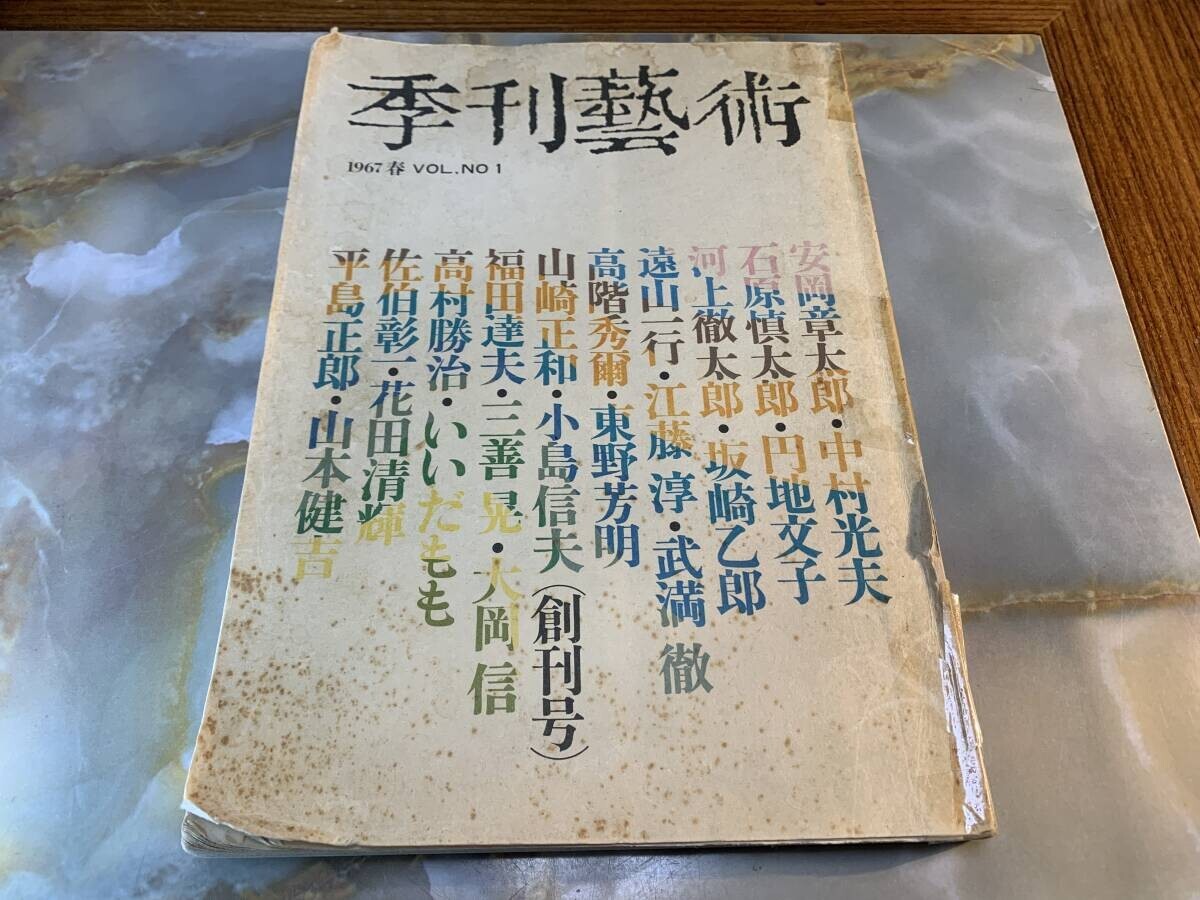 季刊藝術
1967 春 VOL.NO 1
安岡章太郎・中村光夫
石原慎太郎・円地文子
河上徹太郎・坂崎乙郎
遠山一行・江藤 淳・武満 徹
高階秀爾・東野芳明
山崎正和・小島信夫(創刊号)
福田達夫・三善 晃・大岡 信
高村勝治・いいだもも
佐伯彰一・花田清輝
平島正郎・山本健吉